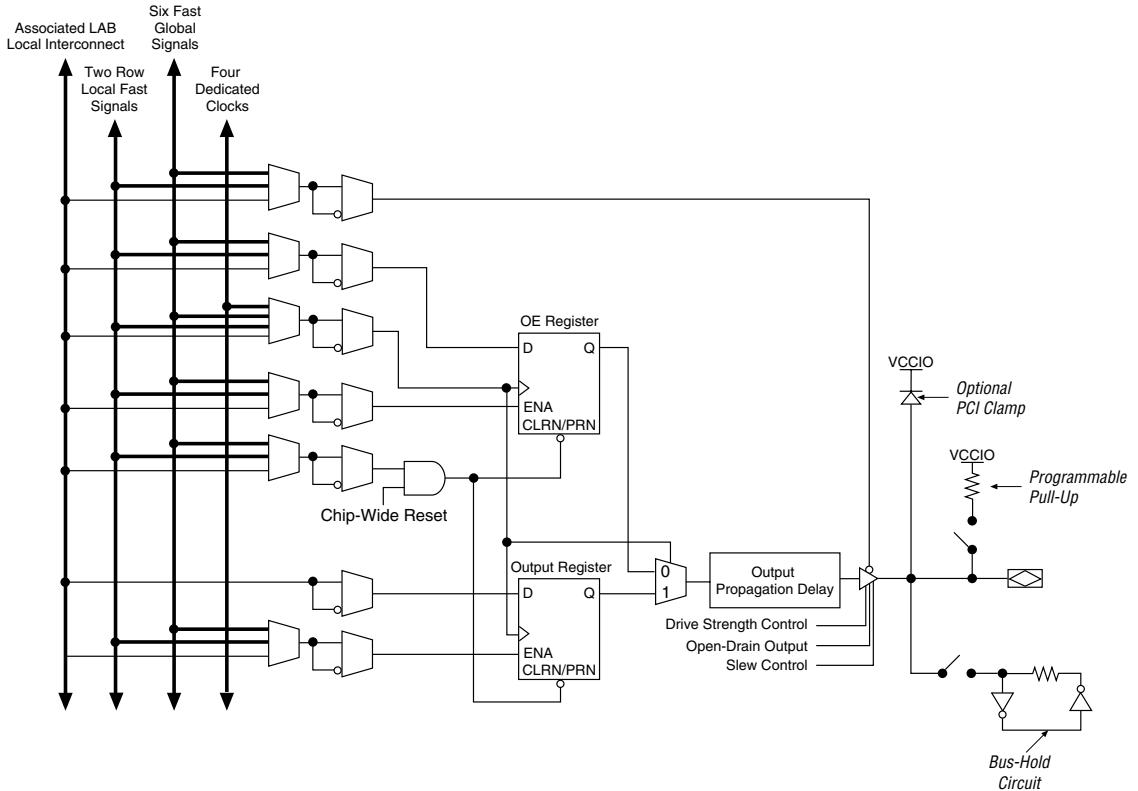 Associated LAB
Local Interconnect
Six Fast
Global
Signals
Two Row
Local Fast
Signals
Four
Dedicated
Clocks
OE Register
D
Q
ENA
CLRN/PRN
Chip-Wide Reset
Output Register
D
Q
ENA
CLRN/PRN
0
1
Output
Propagation Delay
Drive Strength Control
Open-Drain Output
Slew Control
VCCIO
Optional
PCI Clamp
VCCIO
Programmable
Pull-Up
Bus-Hold
Circuit